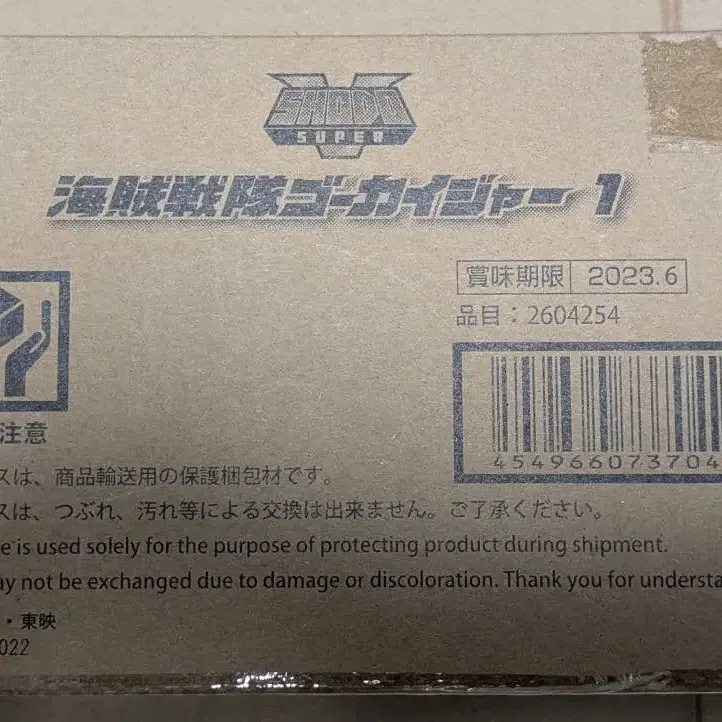 SHODO
SUPER
海賊戦隊ゴーカイジャー 1
賞味期限 2023.6
品目：2604254
454966073704
注意
スは、商品輸送用の保護梱包材です。
スは、つぶれ、汚れ等による交換は出来ません。ご了承ください。
e is used solely for the purpose of protecting product during shipment.
ay not be exchanged due to damage or discoloration. Thank you for understa
・東映
022